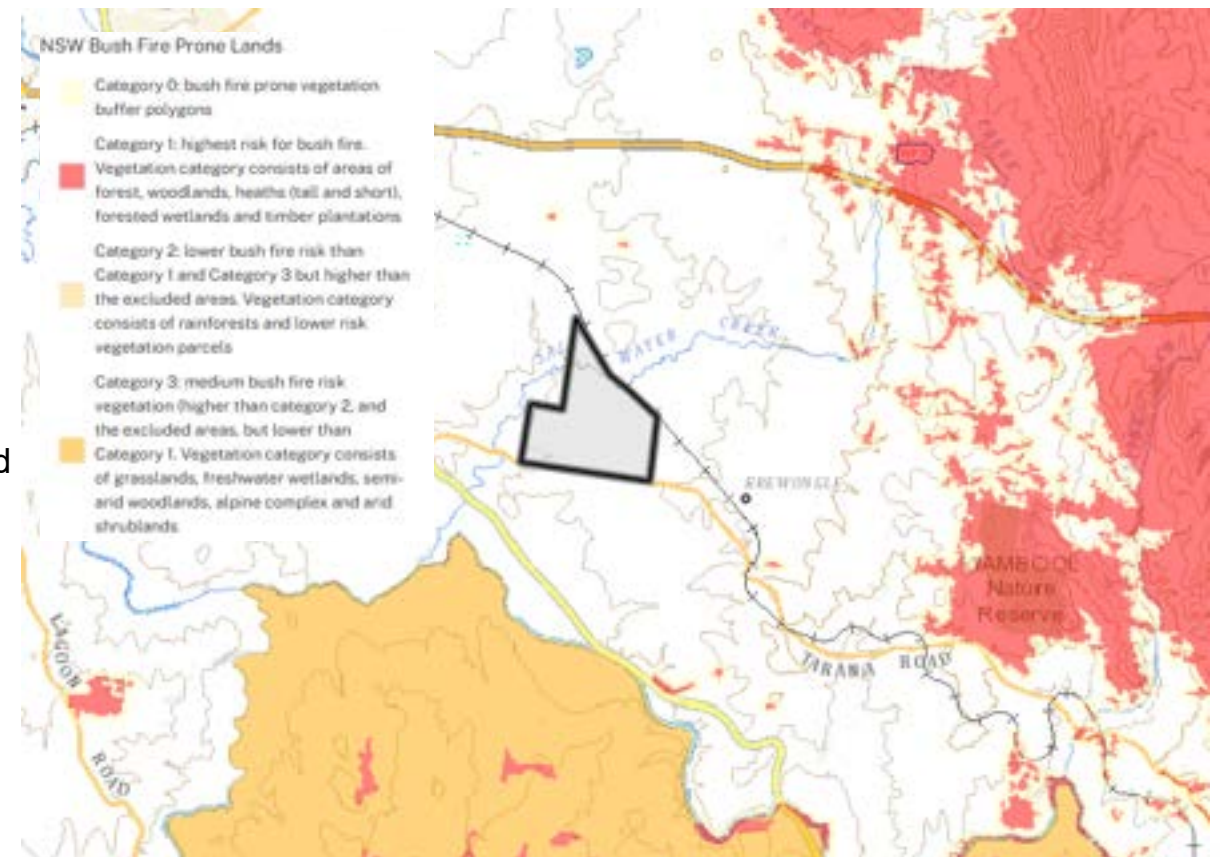 NSW Bush Fire Prone Lands
Category 0: bush fire prone vegetation
buffer polygons
Category 1: highest risk for bush fire.
Vegetation category consists of areas of
forest, woodlands, heaths (tall and short),
forested wetlands and timber plantations
Category 2: lower bush fire risk than
Category 1 and Category 3 but higher than
the excluded areas. Vegetation category
consists of rainforests and lower risk
vegetation parcels
Category 3: medium bush fire risk
vegetation (higher than category 2, and
the excluded areas, but lower than
Category 1. Vegetation category consists
of grasslands, freshwater wetlands, semi-
arid woodlands, alpine complex and arid
shrublands
d
WATER CREEK
BREWONGLE
Nature
Reserve
TARANA ROAD
LAGOON
ROAD